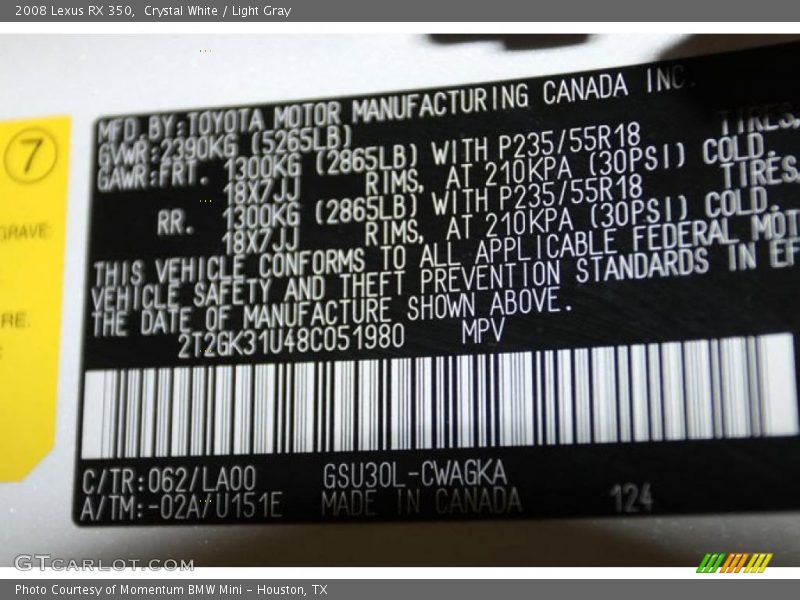 2008 Lexus RX 350, Crystal White / Light Gray
7
GRAVE
RE.
MFD.BY:TOYOTA MOTOR MANUFACTURING CANADA INC.
GVWR:2390KG (5265LB)
GAWR:FRT. 1300KG (2865LB) WITH P235/55R18 TIRES,
18X7JJ RIMS, AT 210KPA (30PSI) COLD.
RR. 1300KG (2865LB) WITH P235/55R18 TIRES,
18X7JJ RIMS, AT 210KPA (30PSI) COLD.
THIS VEHICLE CONFORMS TO ALL APPLICABLE FEDERAL MOT
VEHICLE SAFETY AND THEFT PREVENTION STANDARDS IN EF
THE DATE OF MANUFACTURE SHOWN ABOVE.
2T2GK31U48C051980 MPV
C/TR:062/LA00 GSU30L-CWAGKA
A/TM:-02A/U151E MADE IN CANADA 124
GTCARLOT.COM
Photo Courtesy of Momentum BMW Mini - Houston, TX